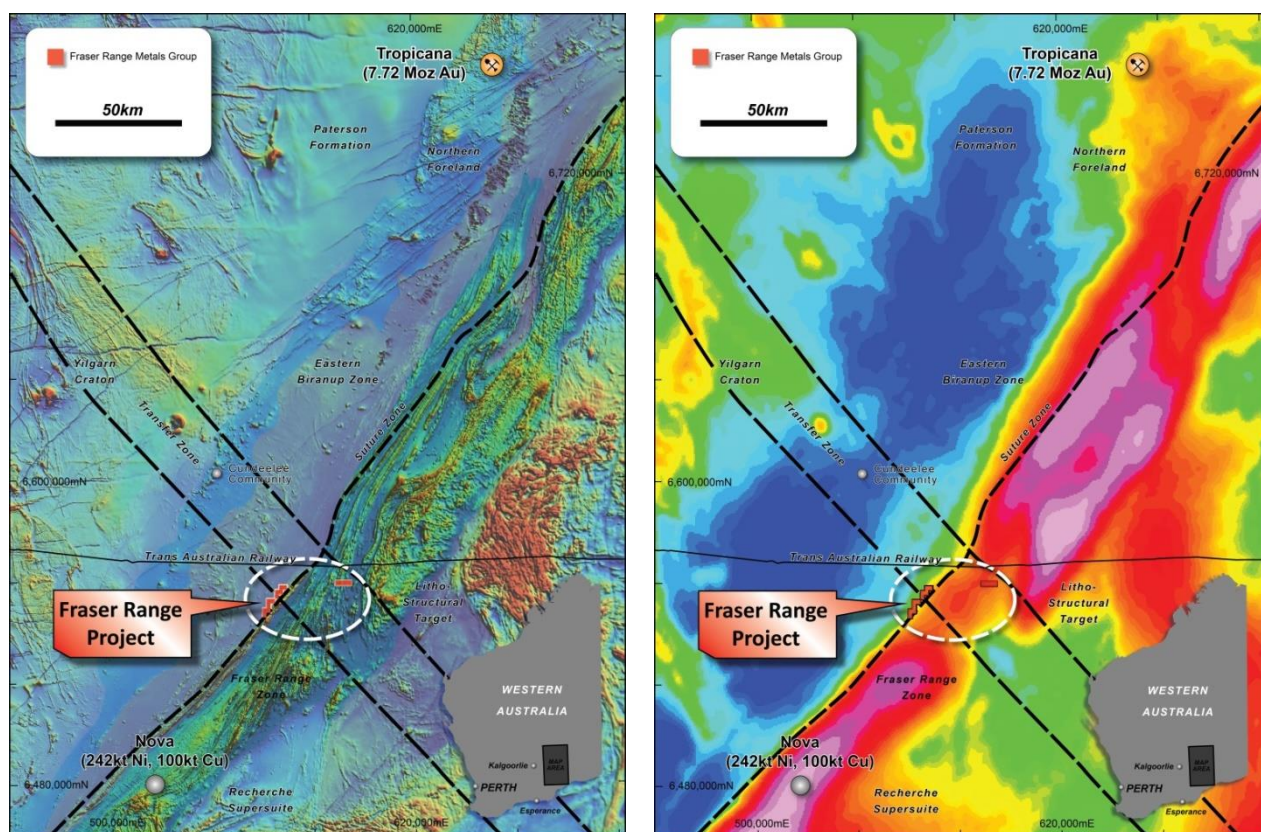 620,000mE
Fraser Range Metals Group
50km
Tropicana
(7.72 Moz Au)
Paterson
Formation
Northern
Foreland
6,720,000mN
Eastern
Biranup Zone
Yilgarn
Craton
Transfer Zone
Suture Zone
Cundeelee
Community
6,600,000mN
Trans Australian Railway
Fraser Range
Project
Litho-
Structural
Target
Fraser Range
Zone
WESTERN
AUSTRALIA
Nova
(242kt Ni, 100kt Cu)
Kalgoorlie
MAP
AREA
PERTH
Esperance
6,480,000mN
Recherche
Supersuite
500,000mE
620,000mE
620,000mE
Fraser Range Metals Group
50km
Tropicana
(7.72 Moz Au)
Paterson
Formation
Northern
Foreland
6,720,000mN
Eastern
Biranup Zone
Yilgarn
Craton
Transfer Zone
Suture Zone
Cundeelee
Community
6,600,000mN
Trans Australian Railway
Fraser Range
Project
Litho-
Structural
Target
Fraser Range
Zone
WESTERN
AUSTRALIA
Nova
(242kt Ni, 100kt Cu)
Kalgoorlie
MAP
AREA
PERTH
Esperance
6,480,000mN
Recherche
Supersuite
500,000mE
620,000mE